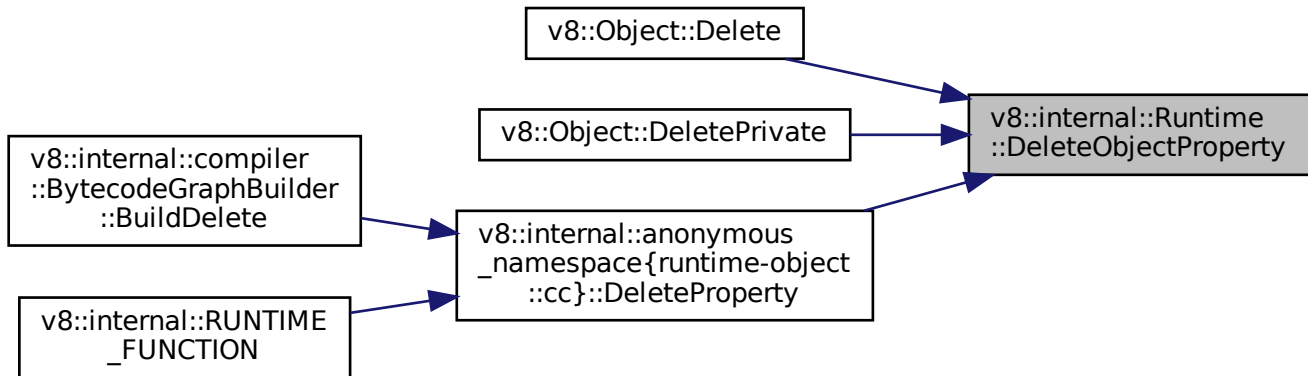 v8::Object::Delete
v8::internal::Runtime
::DeleteObjectProperty
v8::Object::DeletePrivate
v8::internal::compiler
::BytecodeGraphBuilder
::BuildDelete
v8::internal::anonymous
_namespace{runtime-object
::cc}::DeleteProperty
v8::internal::RUNTIME
_FUNCTION